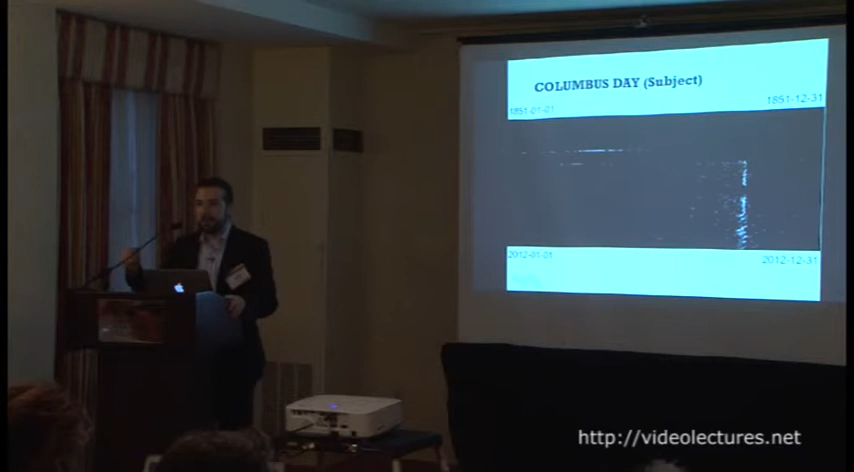 COLUMBUS DAY (Subject)
1851-01-01
1851-12-31
2012-01-01
2012-12-31
http://videolectures.net